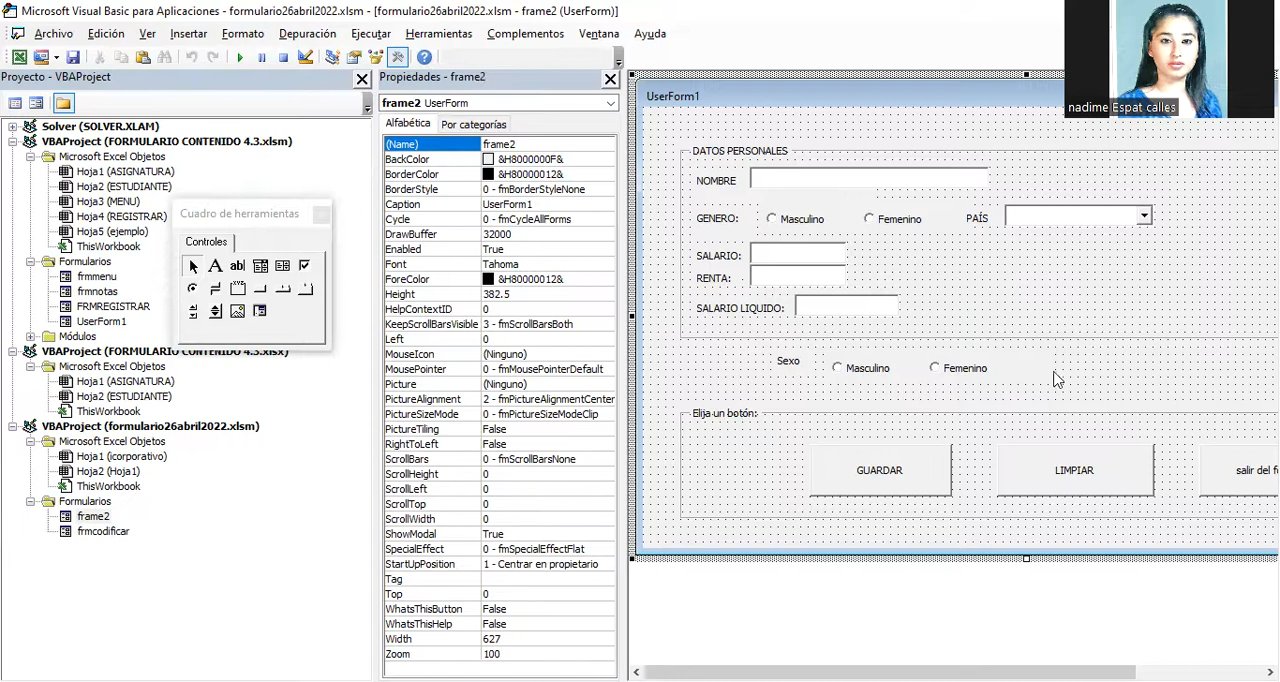 Microsoft Visual Basic para Aplicaciones - formulario26abril2022.xlsm - [formulario26abril2022.xlsm - frame2 (UserForm)]
Archivo Edición Ver Insertar Formato Depuración Ejecutar Herramientas Complementos Ventana Ayuda
Proyecto - VBAProject
Solver (SOLVER.XLAM)
VBAProject (FORMULARIO CONTENIDO 4.3.xlsm)
Microsoft Excel Objetos
Hoja1 (ASIGNATURA)
Hoja2 (ESTUDIANTE)
Hoja3 (MENU)
Hoja4 (REGISTRAR)
Hoja5 (ejemplo)
ThisWorkbook
Formularios
frmmenu
frmnotas
FRMREGISTRAR
UserForm1
Módulos
VBAProject (FORMULARIO CONTENIDO 4.3.xlsx)
Microsoft Excel Objetos
Hoja1 (ASIGNATURA)
Hoja2 (ESTUDIANTE)
ThisWorkbook
VBAProject (formulario26abril2022.xlsm)
Microsoft Excel Objetos
Hoja1 (icorporativo)
Hoja2 (Hoja1)
ThisWorkbook
Formularios
frame2
frmcodificar
Cuadro de herramientas
Controles
A ab|
Propiedades - frame2
frame2 UserForm
Alfabética Por categorías
(Name) frame2
BackColor &H8000000F&
BorderColor &H80000012&
BorderStyle 0 - fmBorderStyleNone
Caption UserForm1
Cycle 0 - fmCycleAllForms
DrawBuffer 32000
Enabled True
Font Tahoma
ForeColor &H80000012&
Height 382.5
HelpContextID 0
KeepScrollBarsVisible 3 - fmScrollBarsBoth
Left 0
MouseIcon (Ninguno)
MousePointer 0 - fmMousePointerDefault
Picture (Ninguno)
PictureAlignment 2 - fmPictureAlignmentCenter
PictureSizeMode 0 - fmPictureSizeModeClip
PictureTiling False
RightToLeft False
ScrollBars 0 - fmScrollBarsNone
ScrollHeight 0
ScrollLeft 0
ScrollTop 0
ScrollWidth 0
ShowModal True
SpecialEffect 0 - fmSpecialEffectFlat
StartUpPosition 1 - Centrar en propietario
Tag
Top 0
WhatsThisButton False
WhatsThisHelp False
Width 627
Zoom 100
UserForm1
DATOS PERSONALES
NOMBRE
GENERO: Masculino Femenino PAÍS
SALARIO:
RENTA:
SALARIO LIQUIDO:
Sexo Masculino Femenino
Elija un botón:
GUARDAR LIMPIAR salir del f
nadime Espat calles